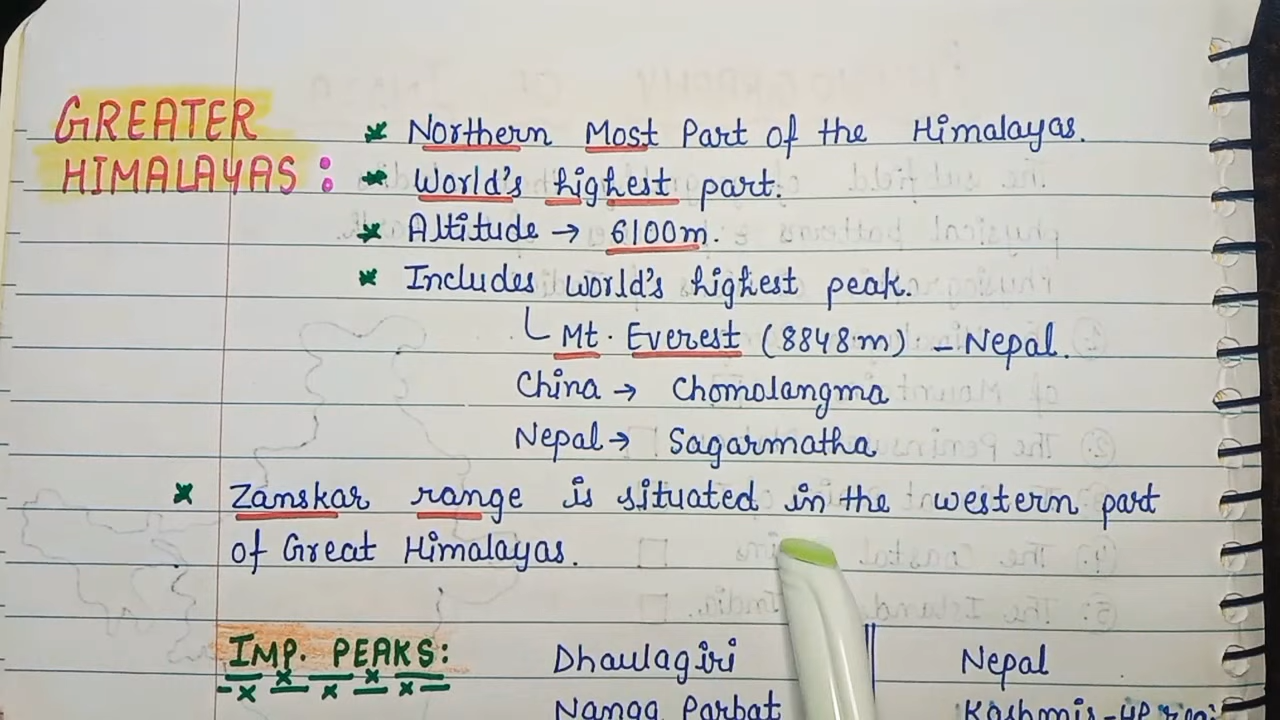 GREATER
HIMALAYAS :
* Northern Most Part of the Himalayas.
* World's highest part.
* Altitude → 6100m.
* Includes world's highest peak.
Mt. Everest (8848m) - Nepal.
China → Chomolangma
Nepal → Sagarmatha
* Zanskar range is situated in the western part
of Great Himalayas.
IMP. PEAKS:
Dhaulagiri || Nepal
Nanga Parbat Kashmir-